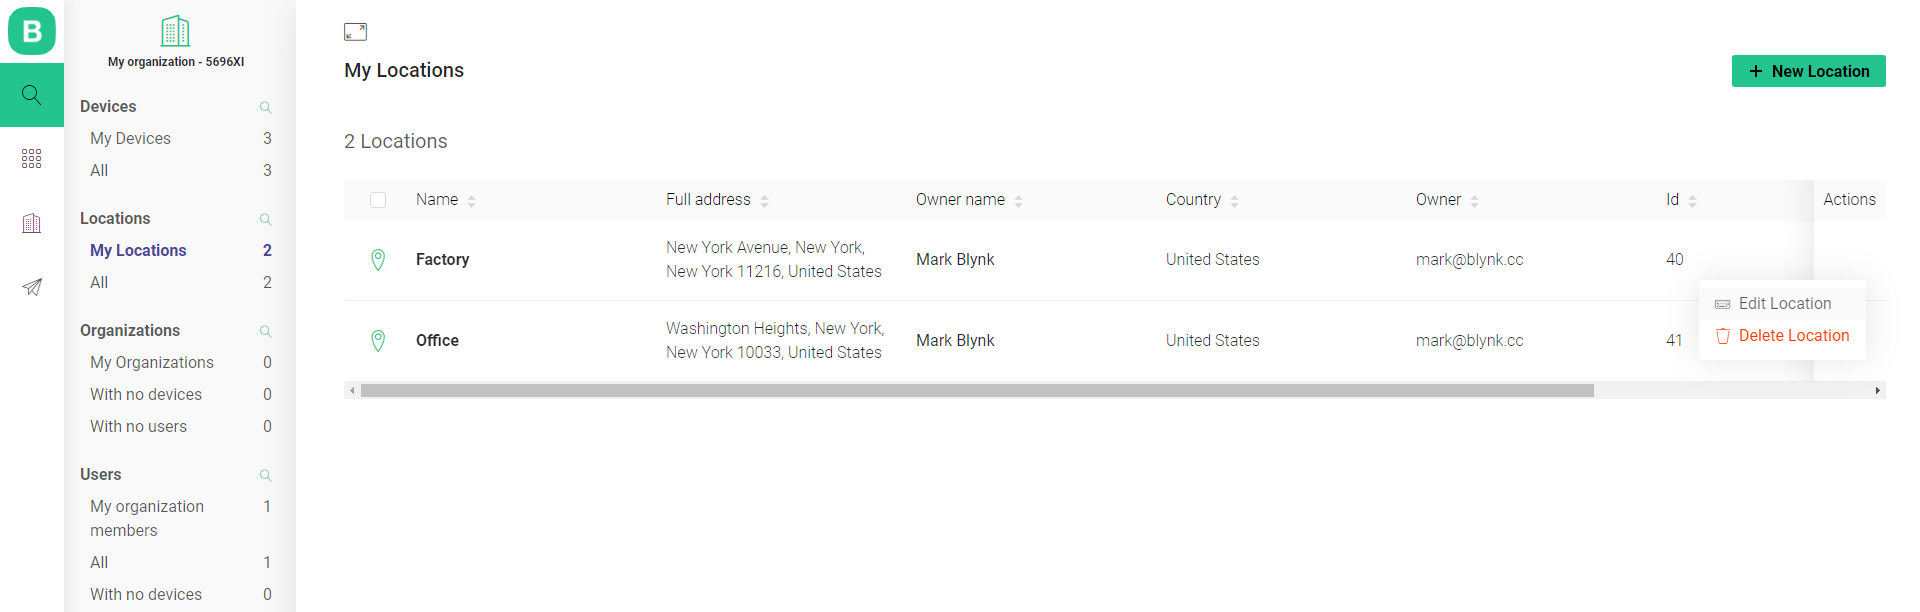 B
My organization - 5696XI
Devices
My Devices 3
All 3
Locations
My Locations 2
All 2
Organizations
My Organizations 0
With no devices 0
With no users 0
Users
My organization 1
members
All 1
With no devices 0
My Locations
+ New Location
2 Locations
Name Full address Owner name Country Owner Id Actions
New York Avenue, New York,
Factory Mark Blynk United States mark@blynk.cc 40
New York 11216, United States
Edit Location
Washington Heights, New York,
Office Mark Blynk United States mark@blynk.cc 41
New York 10033, United States
Delete Location